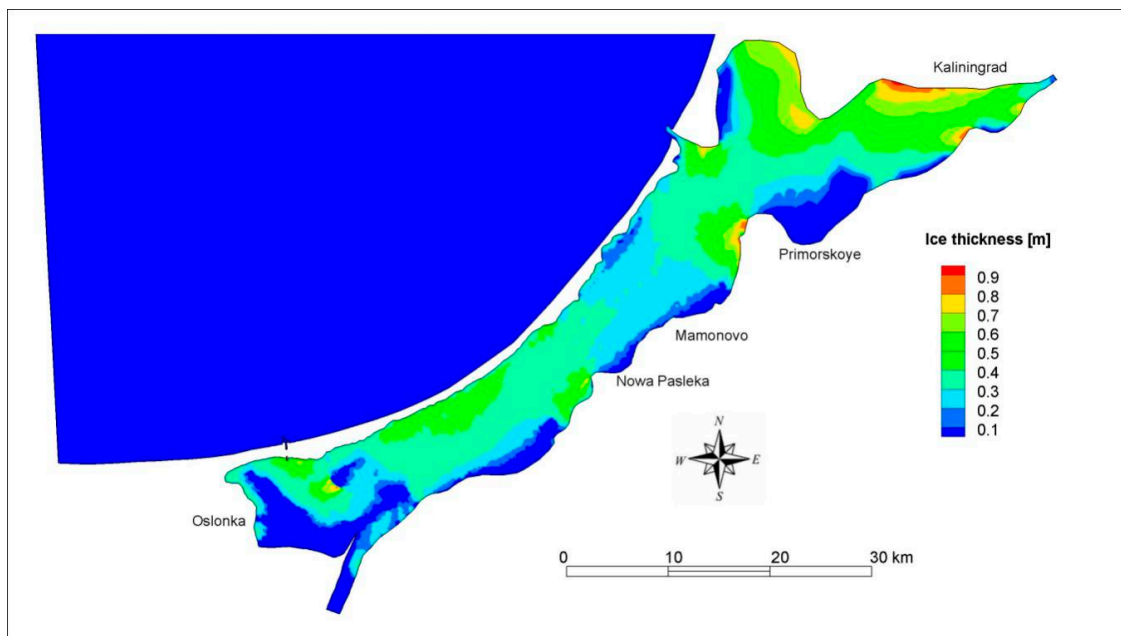 Kaliningrad
Primorskoye
Ice thickness [m]
0.9
0.8
0.7
0.6
0.5
0.4
0.3
0.2
0.1
Mamonovo
Nowa Pasleka
N
W E
S
Oslonka
0 10 20 30 km